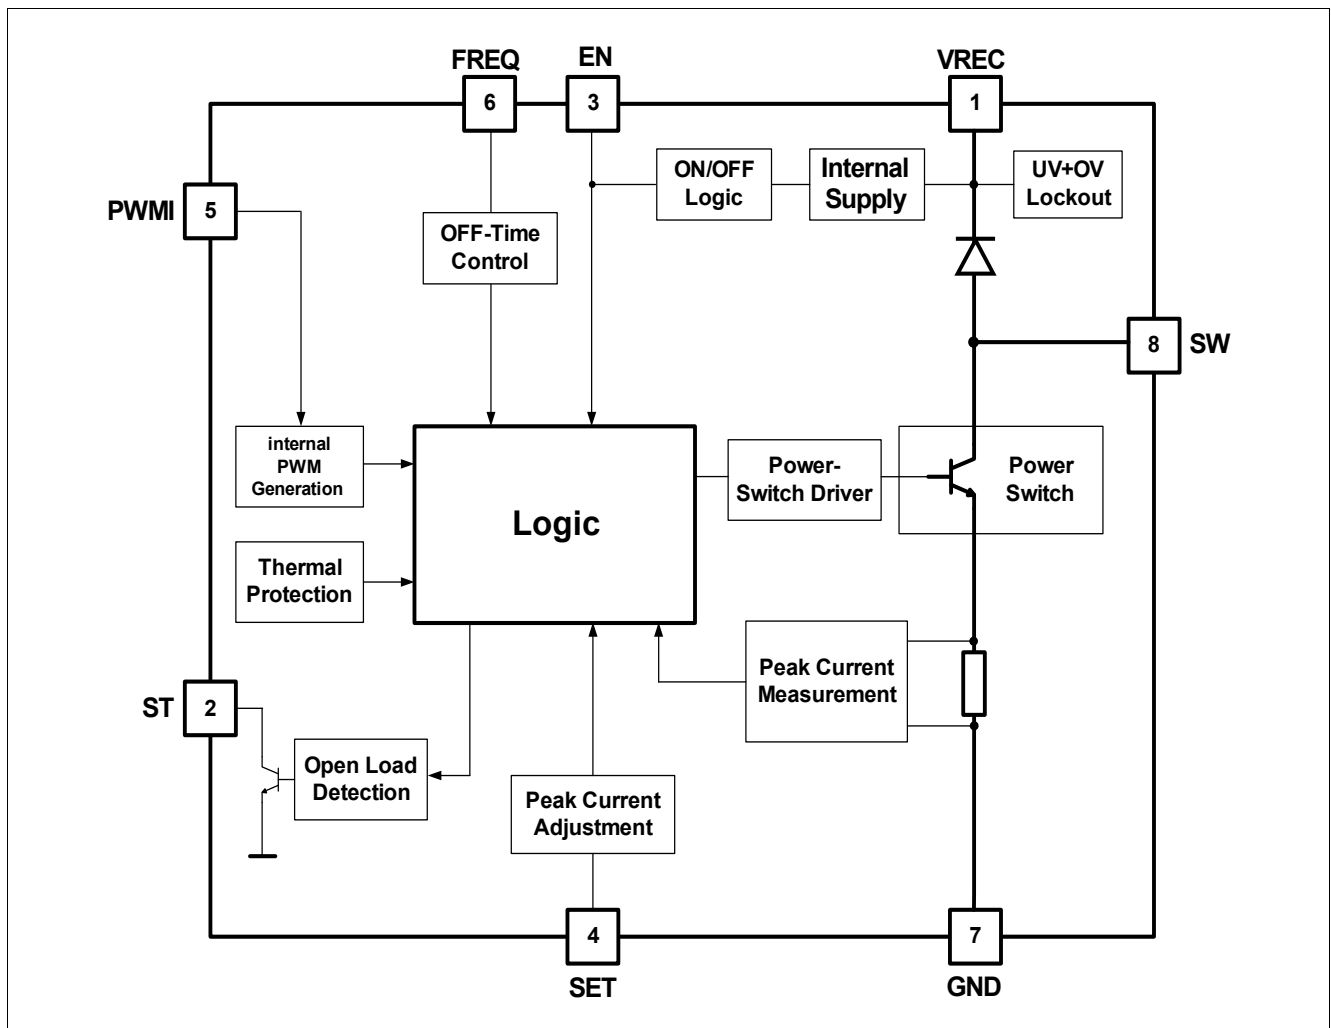 FREQ
EN
VREC
6
3
1
ON/OFF
Logic
Internal
Supply
UV+OV
Lockout
PWMI
5
OFF-Time
Control
8
SW
internal
PWM
Generation
Logic
Power-
Switch Driver
Power
Switch
Thermal
Protection
Peak Current
Measurement
ST
2
Open Load
Detection
Peak Current
Adjustment
4
7
SET
GND